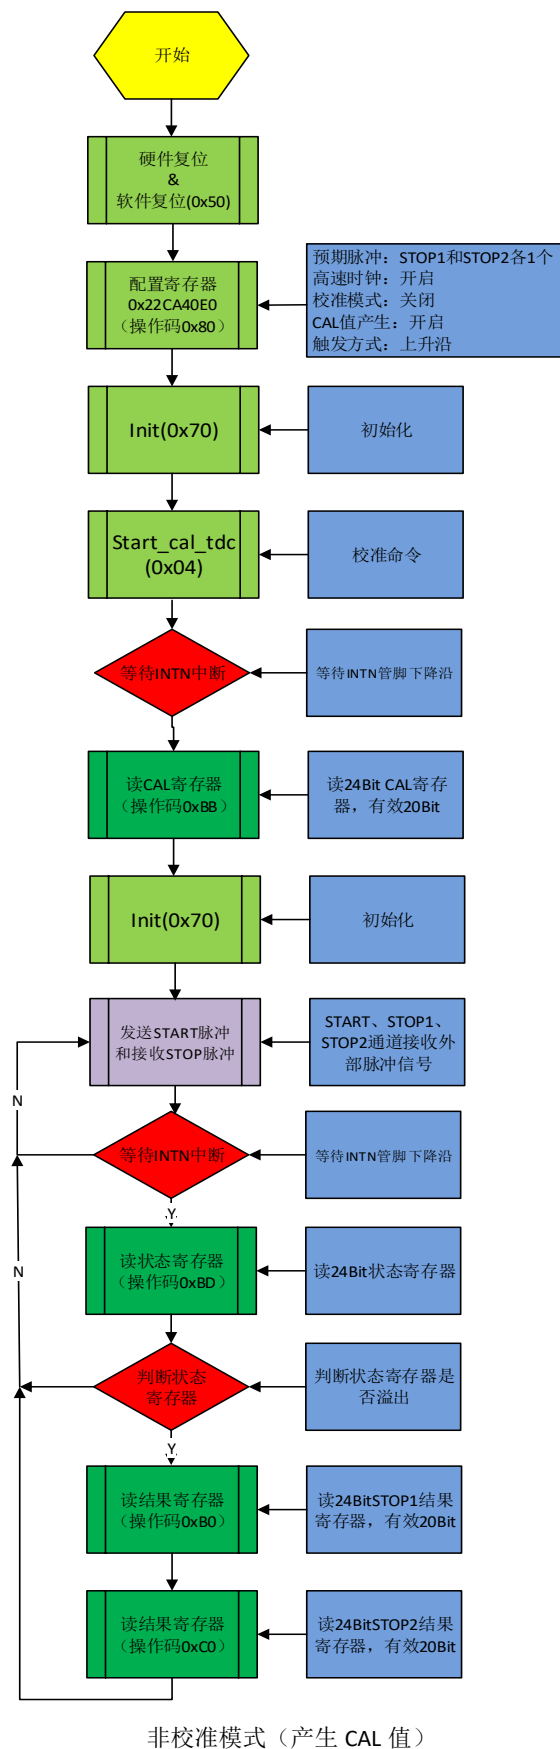 开始
硬件复位
&
软件复位(0x50)
配置寄存器
0x22CA40E0
（操作码0x80）
预期脉冲：STOP1和STOP2各1个
高速时钟：开启
校准模式：关闭
CAL值产生：开启
触发方式：上升沿
Init(0x70)
初始化
Start_cal_tdc
(0x04)
校准命令
等待INTN中断
等待INTN管脚下降沿
读CAL寄存器
（操作码0xBB）
读24Bit CAL寄存
器，有效20Bit
Init(0x70)
初始化
发送START脉冲
和接收STOP脉冲
START、STOP1、
STOP2通道接收外
部脉冲信号
N
等待INTN中断
等待INTN管脚下降沿
Y
读状态寄存器
（操作码0xBD）
读24Bit状态寄存器
N
判断状态
寄存器
判断状态寄存器是
否溢出
Y
读结果寄存器
（操作码0xB0）
读24BitSTOP1结果
寄存器，有效20Bit
读结果寄存器
（操作码0xC0）
读24BitSTOP2结果
寄存器，有效20Bit
非校准模式（产生 CAL 值）